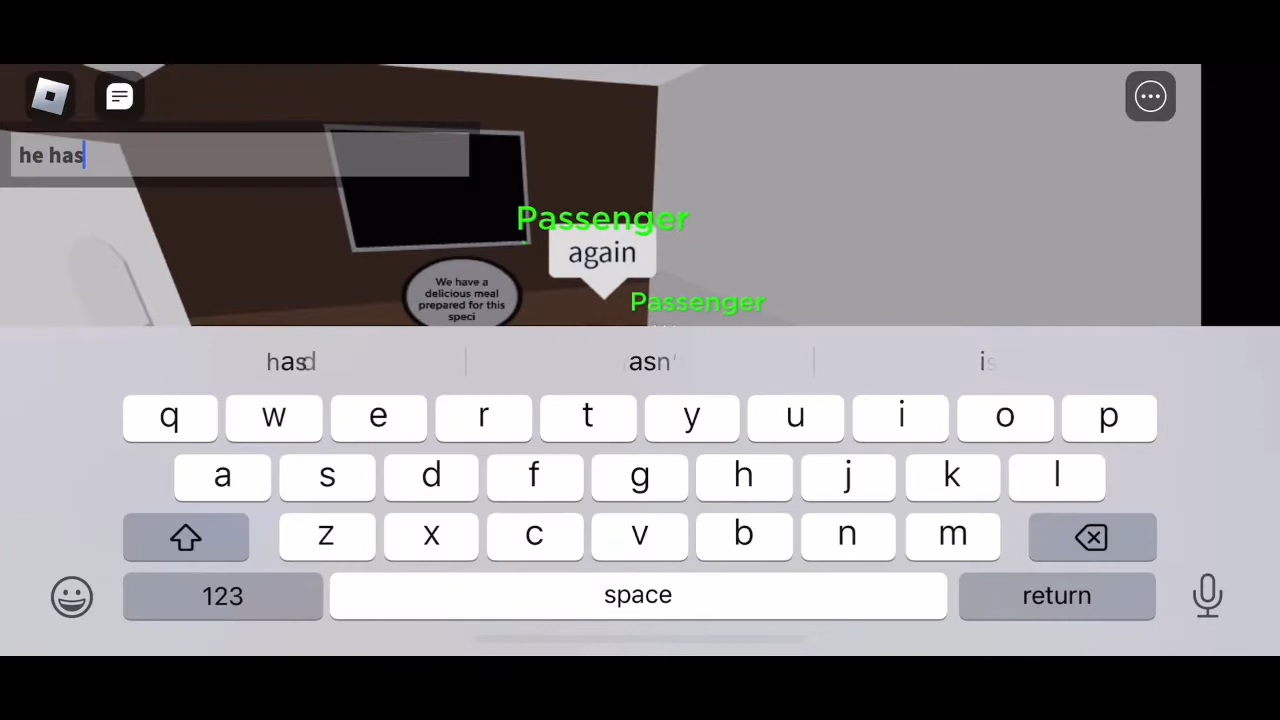 he has
Passenger
again
We have a
delicious meal
prepared for this
speci
Passenger
has
q w e r t y u i o p
a s d f g h j k l
z x c v b n m
123 space return